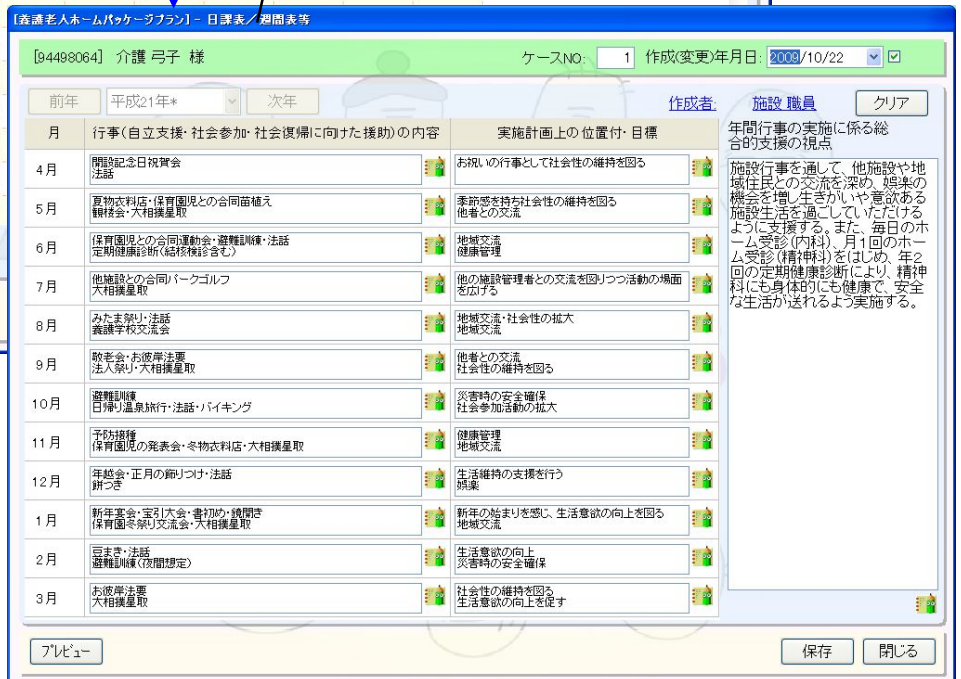 [養護老人ホームパッケージプラン] - 日課表／週間表等
[94498064] 介護 弓子 様 ケースNO: 1 作成(変更)年月日: 2009/10/22
前年 平成21年* 次年 作成者: 施設 職員 クリア
月 行事(自立支援・社会参加・社会復帰に向けた援助)の内容 実施計画上の位置付・目標
4月
開設記念日祝賀会
法話
お祝いの行事として社会性の維持を図る
5月
夏物衣料店・保育園児との合同苗植え
観桜会・大相撲星取
季節感を持ち社会性の維持を図る
他者との交流
6月
保育園児との合同運動会・避難訓練・法話
定期健康診断(結核検診含む)
地域交流
健康管理
7月
他施設との合同パークゴルフ
大相撲星取
他の施設管理者との交流を図りつつ活動の場面
を広げる
8月
みたま祭り・法話
養護学校交流会
地域交流・社会性の拡大
地域交流
9月
敬老会・お彼岸法要
法人祭り・大相撲星取
他者との交流
社会性の維持を図る
10月
避難訓練
日帰り温泉旅行・法話・バイキング
災害時の安全確保
社会参加活動の拡大
11月
予防接種
保育園児の発表会・冬物衣料店・大相撲星取
健康管理
地域交流
12月
年越会・正月の飾りつけ・法話
餅つき
生活維持の支援を行う
娯楽
1月
新年宴会・宝引大会・書初め・鏡開き
保育園冬祭り交流会・大相撲星取
新年の始まりを感じ、生活意欲の向上を図る
地域交流
2月
豆まき・法話
避難訓練(夜間想定)
生活意欲の向上
災害時の安全確保
3月
お彼岸法要
大相撲星取
社会性の維持を図る
生活意欲の向上を促す
年間行事の実施に係る総
合的支援の視点
施設行事を通して、他施設や地
域住民との交流を深め、娯楽の
機会を増し生きがいや意欲ある
施設生活を過ごしていただける
ように支援する。また、毎日のホ
ーム受診(内科)、月1回のホー
ム受診(精神科)をはじめ、年2
回の定期健康診断により、精神
科にも身体的にも健康で、安全
な生活が送れるよう実施する。
プレビュー 保存 閉じる